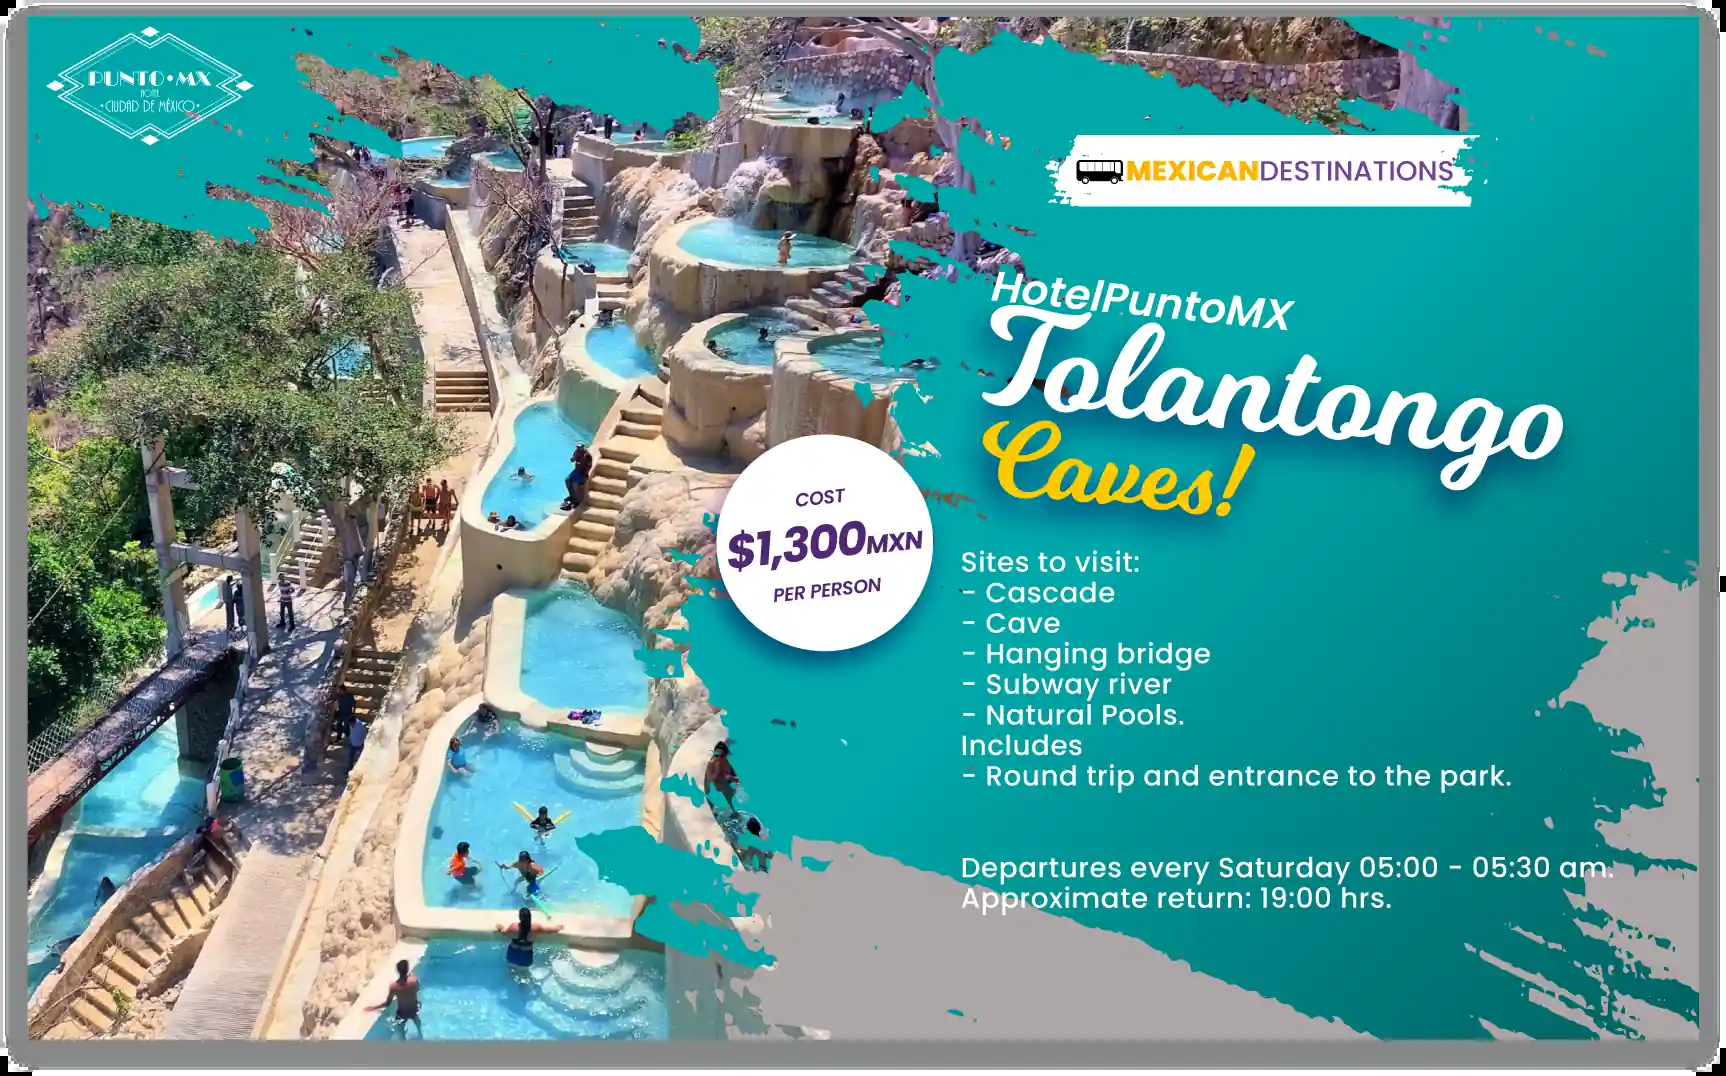 PUNTO•MX
HOTEL
•CIUDAD DE MÉXICO•
MEXICANDESTINATIONS
HotelPuntoMX
Tolantongo
Caves!
COST
$1,300MXN
PER PERSON
Sites to visit:
- Cascade
- Cave
- Hanging bridge
- Subway river
- Natural Pools.
Includes
- Round trip and entrance to the park.
Departures every Saturday 05:00 - 05:30 am.
Approximate return: 19:00 hrs.